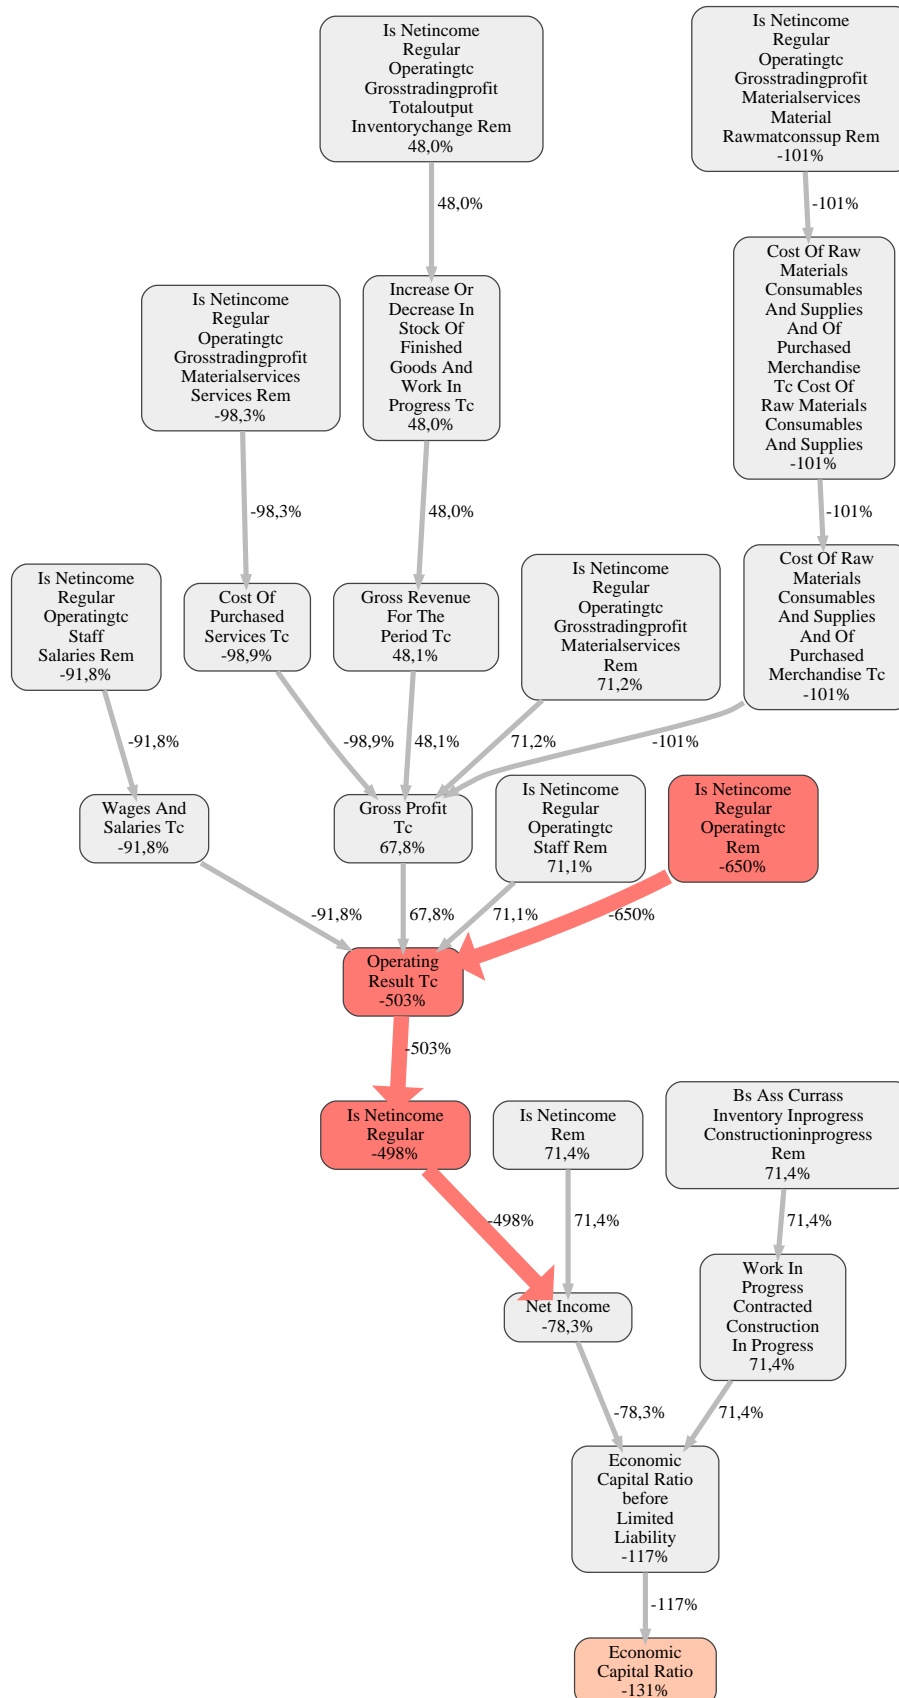 Is Netincome
Regular
Operatingtc
Grosstradingprofit
Totaloutput
Inventorychange Rem
48,0%
Is Netincome
Regular
Operatingtc
Grosstradingprofit
Materialservices
Material
Rawmatconssup Rem
-101%
48,0%
-101%
Cost Of Raw
Materials
Consumables
And Supplies
And Of
Purchased
Merchandise
Tc Cost Of
Raw Materials
Consumables
And Supplies
-101%
Increase Or
Decrease In
Stock Of
Finished
Goods And
Work In
Progress Tc
48,0%
Is Netincome
Regular
Operatingtc
Grosstradingprofit
Materialservices
Services Rem
-98,3%
-98,3%
48,0%
-101%
Is Netincome
Regular
Operatingtc
Staff
Salaries Rem
-91,8%
Cost Of
Purchased
Services Tc
-98,9%
Gross Revenue
For The
Period Tc
48,1%
Is Netincome
Regular
Operatingtc
Grosstradingprofit
Materialservices
Rem
71,2%
Cost Of Raw
Materials
Consumables
And Supplies
And Of
Purchased
Merchandise Tc
-101%
-91,8%
-98,9%
48,1%
71,2%
-101%
Wages And
Salaries Tc
-91,8%
Gross Profit
Tc
67,8%
Is Netincome
Regular
Operatingtc
Staff Rem
71,1%
Is Netincome
Regular
Operatingtc
Rem
-650%
-91,8%
67,8%
71,1%
-650%
Operating
Result Tc
-503%
-503%
Is Netincome
Regular
-498%
Is Netincome
Rem
71,4%
Bs Ass Currass
Inventory Inprogress
Constructioninprogress
Rem
71,4%
-498%
71,4%
71,4%
Net Income
-78,3%
Work In
Progress
Contracted
Construction
In Progress
71,4%
-78,3%
71,4%
Economic
Capital Ratio
before
Limited
Liability
-117%
-117%
Economic
Capital Ratio
-131%